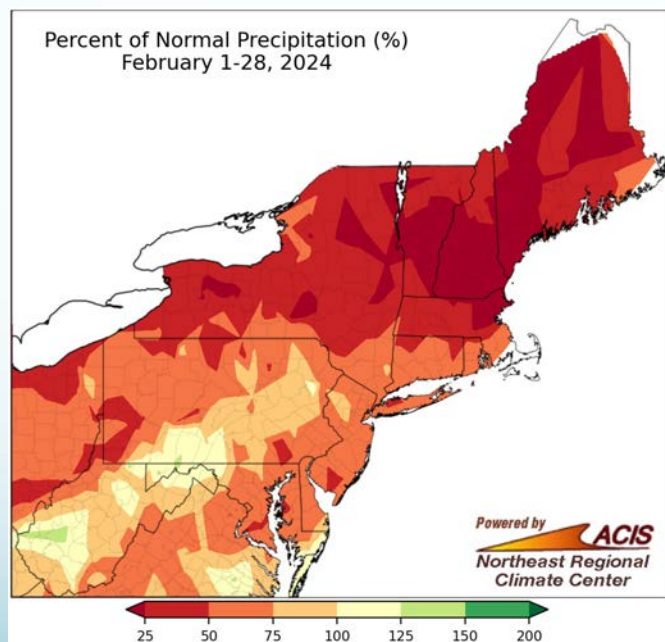 Percent of Normal Precipitation (%)
February 1-28, 2024
Powered by
ACIS
Northeast Regional
Climate Center
25 50 75 100 125 150 200